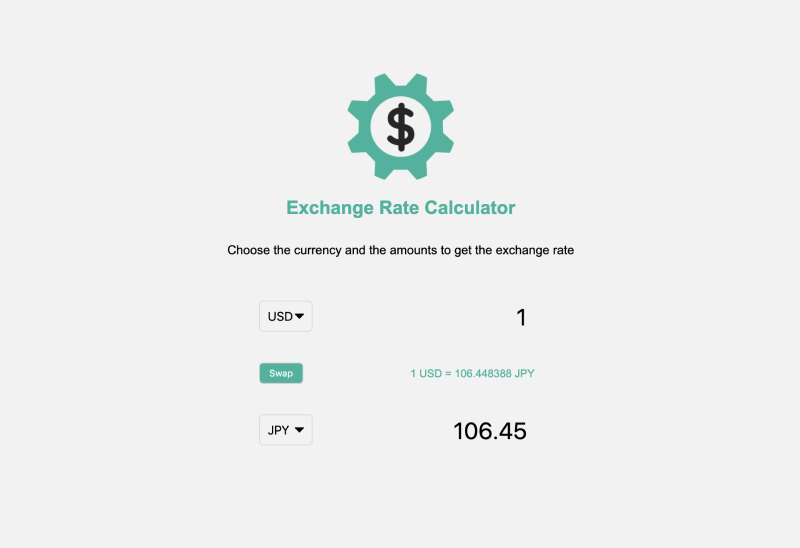 $
Exchange Rate Calculator
Choose the currency and the amounts to get the exchange rate
USD 1
Swap 1 USD = 106.448388 JPY
JPY 106.45